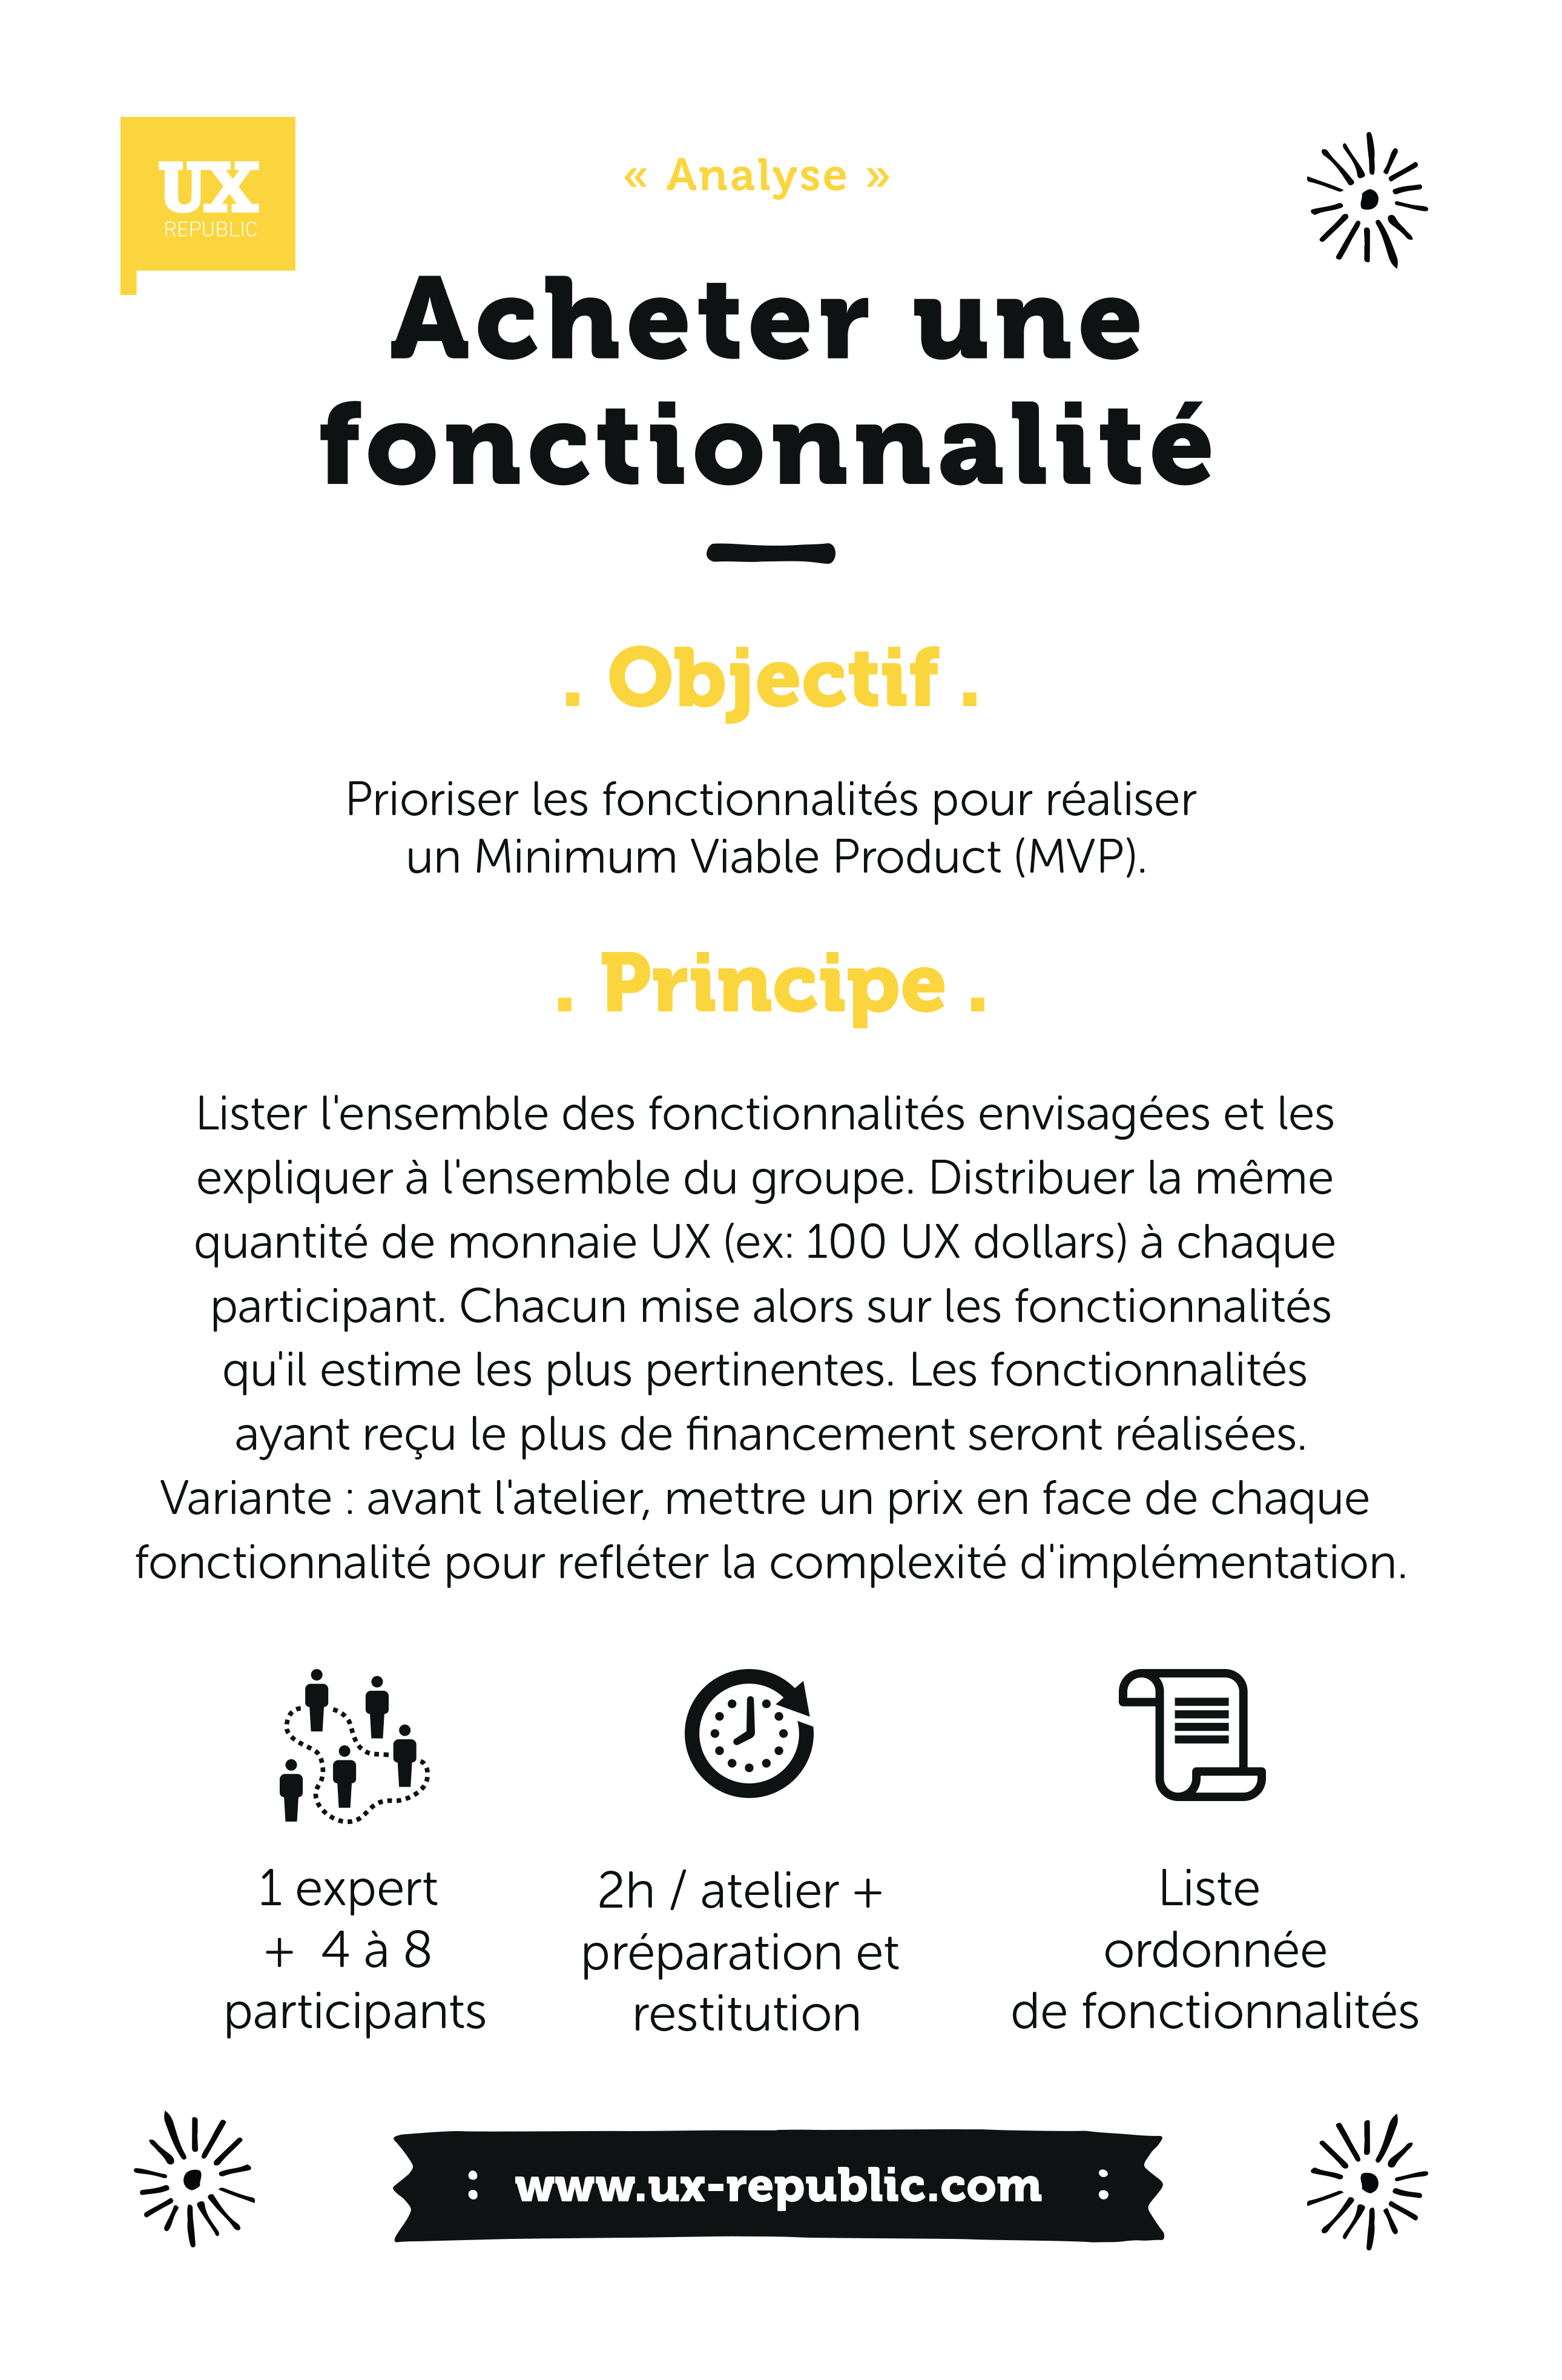 UX
REPUBLIC
« Analyse »
Acheter une
fonctionnalité
. Objectif .
Prioriser les fonctionnalités pour réaliser
un Minimum Viable Product (MVP).
. Principe .
Lister l'ensemble des fonctionnalités envisagées et les
expliquer à l'ensemble du groupe. Distribuer la même
quantité de monnaie UX (ex: 100 UX dollars) à chaque
participant. Chacun mise alors sur les fonctionnalités
qu'il estime les plus pertinentes. Les fonctionnalités
ayant reçu le plus de financement seront réalisées.
Variante : avant l'atelier, mettre un prix en face de chaque
fonctionnalité pour refléter la complexité d'implémentation.
1 expert
+ 4 à 8
participants
2h / atelier +
préparation et
restitution
Liste
ordonnée
de fonctionnalités
: www.ux-republic.com :